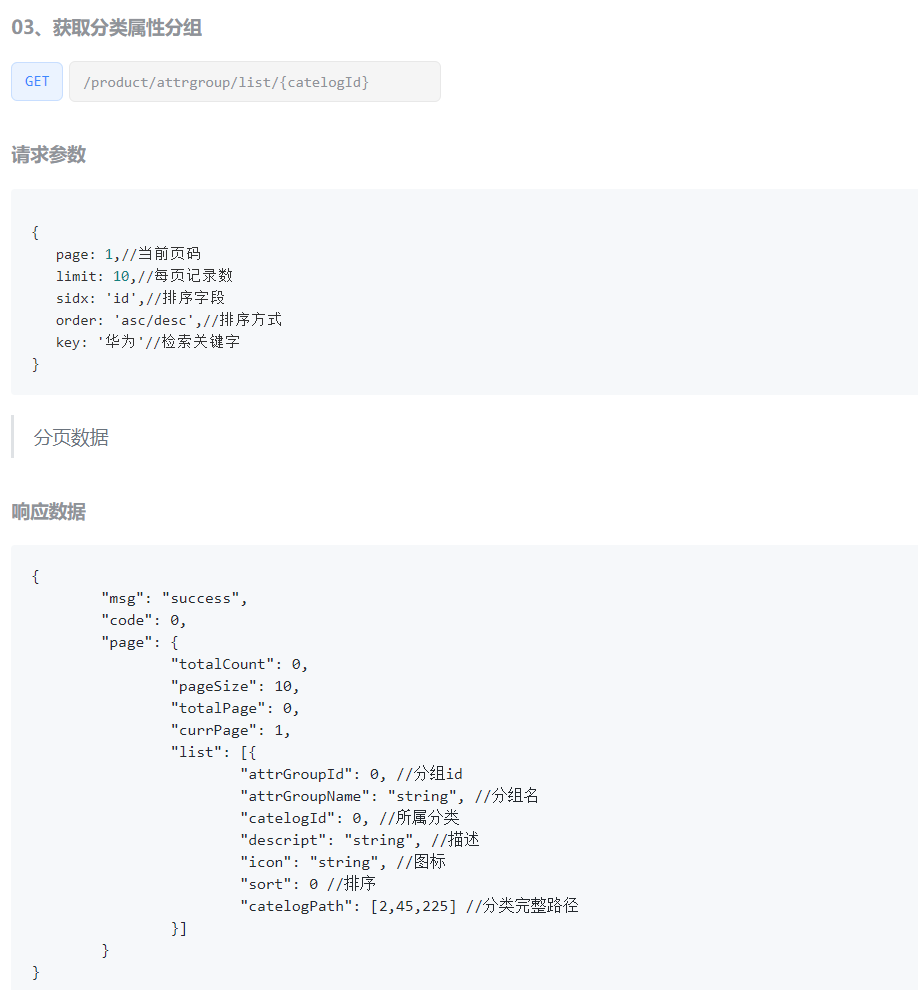 03、获取分类属性分组
GET /product/attrgroup/list/{catelogId}
请求参数
{
   page: 1,//当前页码
   limit: 10,//每页记录数
   sidx: 'id',//排序字段
   order: 'asc/desc',//排序方式
   key: '华为'//检索关键字
}
分页数据
响应数据
{
        "msg": "success",
        "code": 0,
        "page": {
                "totalCount": 0,
                "pageSize": 10,
                "totalPage": 0,
                "currPage": 1,
                "list": [{
                        "attrGroupId": 0, //分组id
                        "attrGroupName": "string", //分组名
                        "catelogId": 0, //所属分类
                        "descript": "string", //描述
                        "icon": "string", //图标
                        "sort": 0 //排序
                        "catelogPath": [2,45,225] //分类完整路径
                }]
        }
}